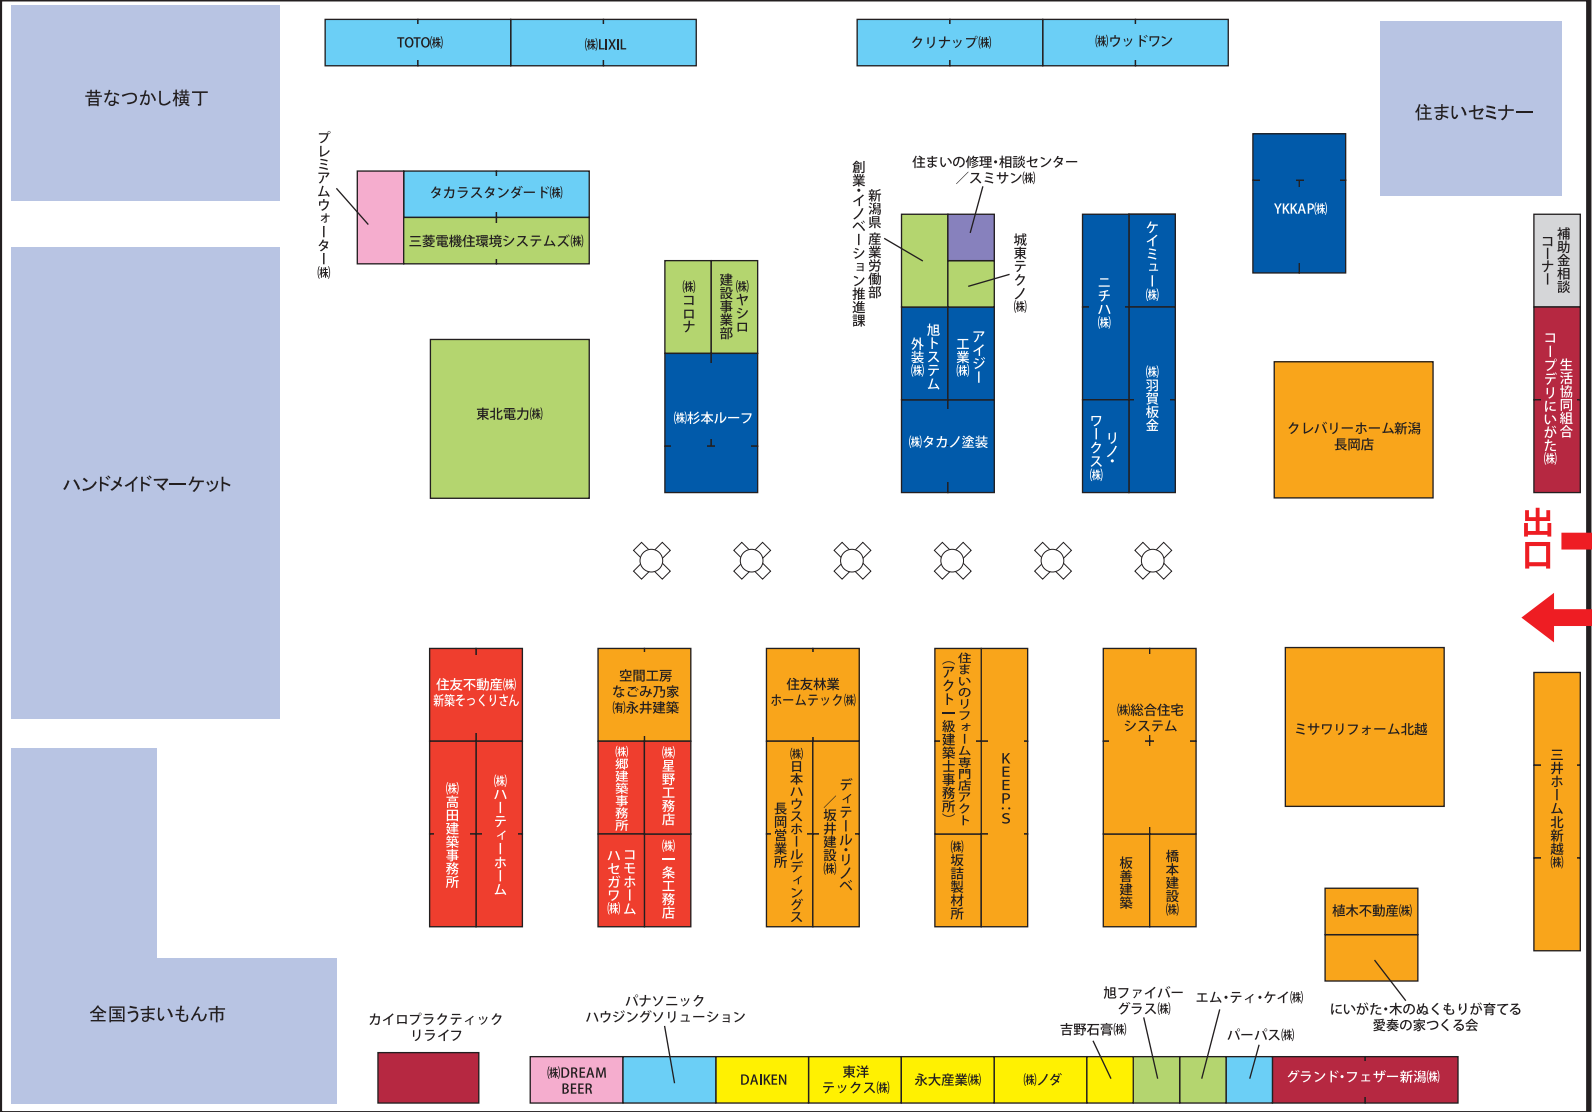 TOTO㈱
㈱LIXIL
クリナップ㈱
㈱ウッドワン
昔なつかし横丁
住まいセミナー
プレミアムウォーター㈱
タカラスタンダード㈱
三菱電機住環境システムズ㈱
新潟県 産業労働部
創業・イノベーション推進課
住まいの修理・相談センター
／スミサン㈱
城東テクノ㈱
YKKAP㈱
補助金相談
コーナー
㈱コロナ
㈱ヤシロ
建設事業部
ニチハ㈱
ケイミュー㈱
旭トステム
外装㈱
アイジー
工業㈱
㈱羽賀板金
生活協同組合
コープデリにいがた㈱
東北電力㈱
㈱杉本ルーフ
㈱タカノ塗装
リノ・
ワークス㈱
クレバリーホーム新潟
長岡店
ハンドメイドマーケット
出口
住友不動産㈱
新築そっくりさん
空間工房
なごみ乃家
㈲永井建築
住友林業
ホームテック㈱
住まいのリフォーム専門店アクト
（アクト一級建築士事務所）
KEEP:S
㈱総合住宅
システム
ミサワリフォーム北越
三井ホーム北新越㈱
㈱高田建築事務所
㈱ハーティーホーム
㈱郷建築事務所
㈱星野工務店
コモホーム
ハセガワ㈱
㈱一条工務店
㈱日本ハウスホールディングス
長岡営業所
ディテール・リノベ
／坂井建設㈱
㈱坂詰製材所
板善建築
橋本建設㈱
植木不動産㈱
にいがた・木のぬくもりが育てる
愛奏の家つくる会
全国うまいもん市
カイロプラクティック
リライフ
パナソニック
ハウジングソリューション
吉野石膏㈱
旭ファイバー
グラス㈱
エム・ティ・ケイ㈱
パーパス㈱
㈱DREAM
BEER
DAIKEN
東洋
テックス㈱
永大産業㈱
㈱ノダ
グランド・フェザー新潟㈱